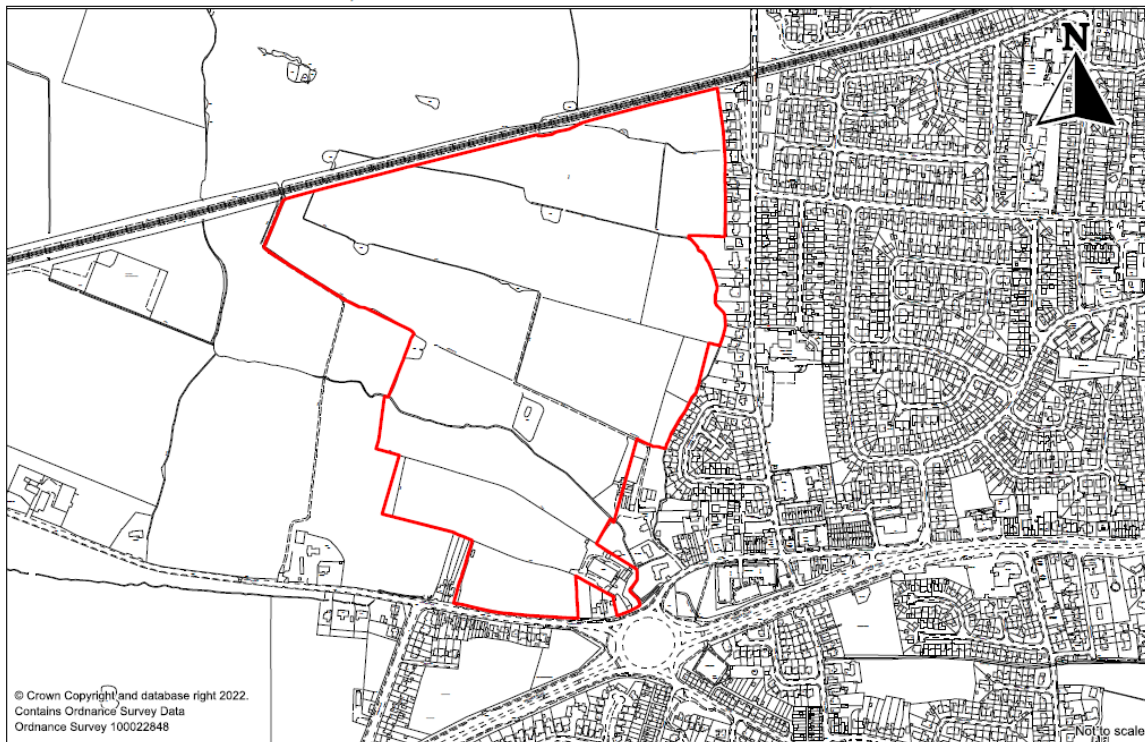 N
© Crown Copyright and database right 2022.
Contains Ordnance Survey Data
Ordnance Survey 100022848
Not to scale